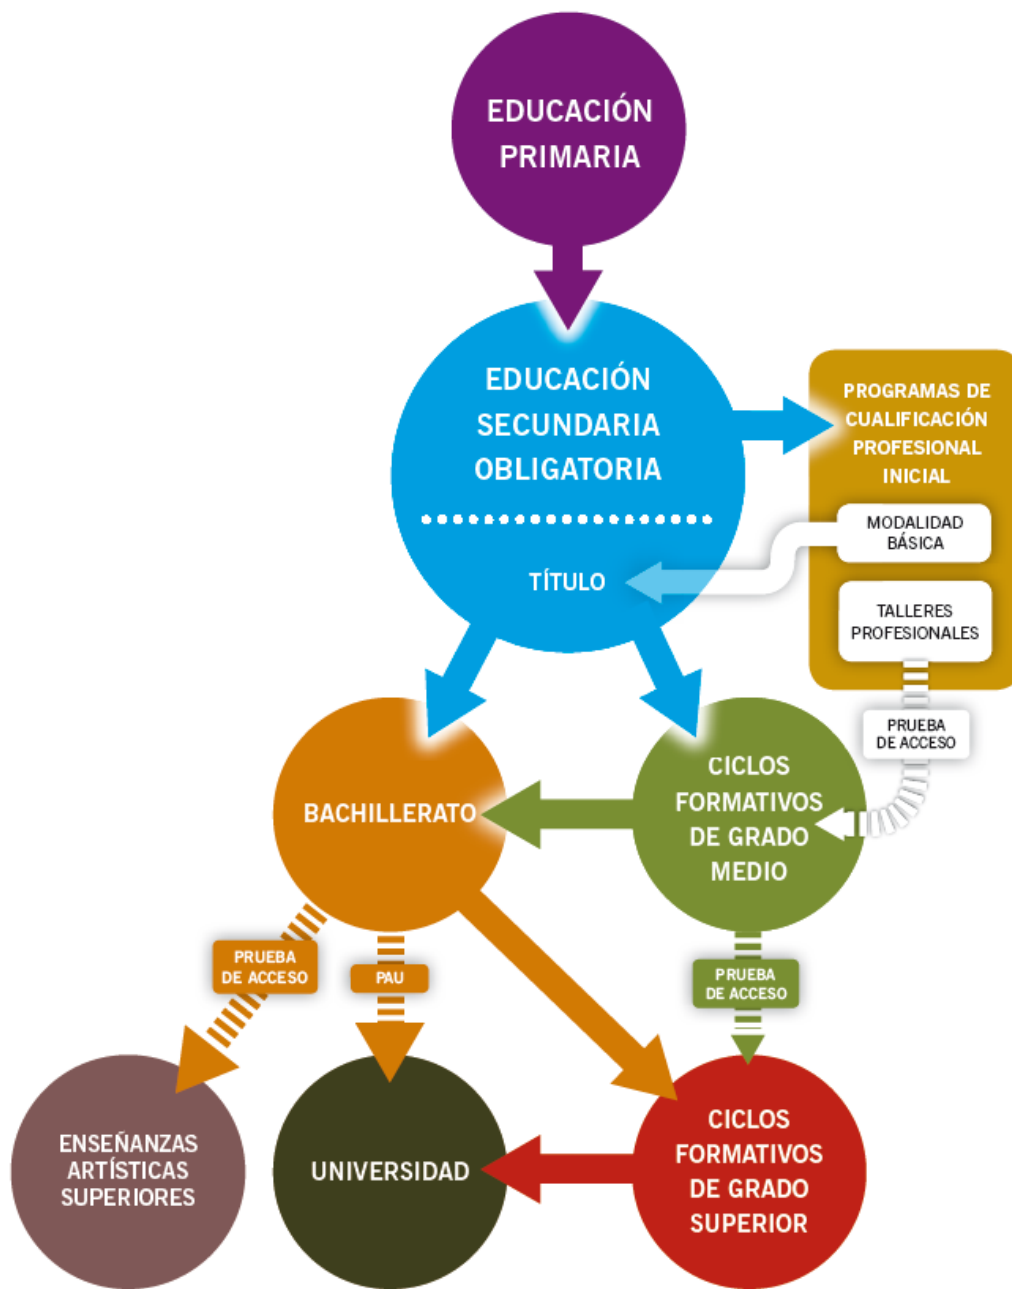 EDUCACIÓN
PRIMARIA
EDUCACIÓN
SECUNDARIA
OBLIGATORIA
TÍTULO
PROGRAMAS DE
CUALIFICACIÓN
PROFESIONAL
INICIAL
MODALIDAD
BÁSICA
TALLERES
PROFESIONALES
PRUEBA
DE ACCESO
BACHILLERATO
CICLOS
FORMATIVOS
DE GRADO
MEDIO
PRUEBA
DE ACCESO
PAU
PRUEBA
DE ACCESO
ENSEÑANZAS
ARTÍSTICAS
SUPERIORES
UNIVERSIDAD
CICLOS
FORMATIVOS
DE GRADO
SUPERIOR